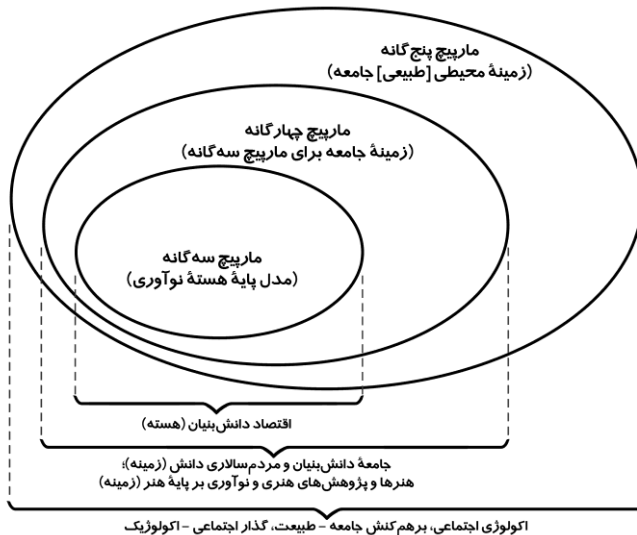 مارپیچ پنج‌گانه
(زمینهٔ محیطی [طبیعی] جامعه)
مارپیچ چهارگانه
(زمینهٔ جامعه برای مارپیچ سه‌گانه)
مارپیچ سه‌گانه
(مدل پایهٔ هستهٔ نوآوری)
اقتصاد دانش‌بنیان (هسته)
جامعهٔ دانش‌بنیان و مردم‌سالاری دانش (زمینه)؛
هنرها و پژوهش‌های هنری و نوآوری بر پایهٔ هنر (زمینه)
اکولوژی اجتماعی، برهم‌کنش جامعه – طبیعت، گذار اجتماعی – اکولوژیک